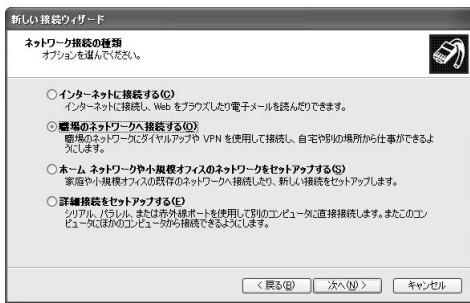 新しい接続ウィザード
ネットワーク接続の種類
オプションを選んでください。
インターネットに接続する(C)
インターネットに接続し、Web をブラウズしたり電子メールを読んだりできます。
職場のネットワークへ接続する(O)
職場のネットワークにダイヤルアップや VPN を使用して接続し、自宅や別の場所から仕事ができるよ
うにします。
ホーム ネットワークや小規模オフィスのネットワークをセットアップする(S)
家庭や小規模オフィスの既存のネットワークへ接続したり、新しい接続をセットアップします。
詳細接続をセットアップする(E)
シリアル、パラレル、または赤外線ポートを使用して別のコンピュータに直接接続します。またこのコン
ピュータにほかのコンピュータから接続できるようにします。
< 戻る(B) 次へ(N) > キャンセル